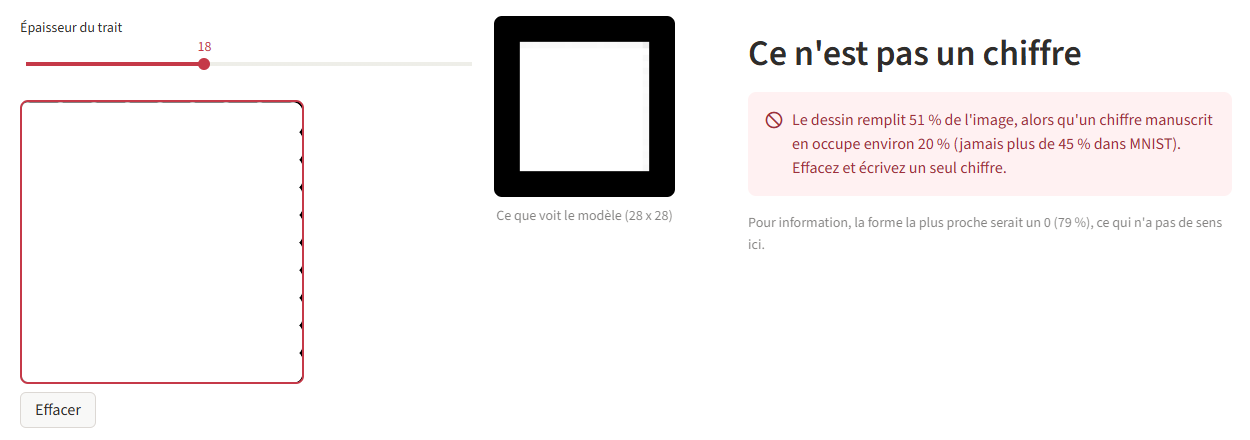 Épaisseur du trait
18
Effacer
Ce que voit le modèle (28 x 28)
Ce n'est pas un chiffre
Le dessin remplit 51 % de l'image, alors qu'un chiffre manuscrit
en occupe environ 20 % (jamais plus de 45 % dans MNIST).
Effacez et écrivez un seul chiffre.
Pour information, la forme la plus proche serait un 0 (79 %), ce qui n'a pas de sens
ici.